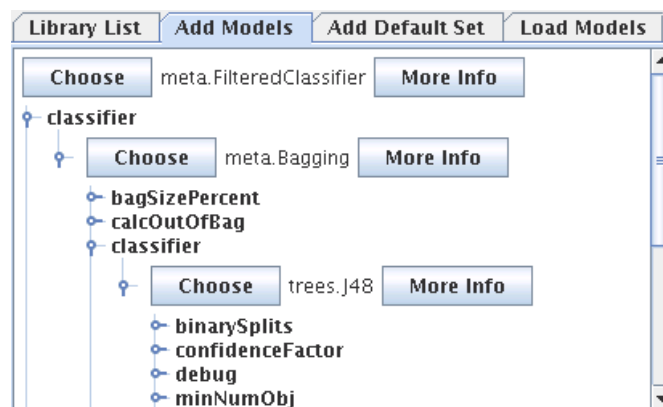 Library List Add Models Add Default Set Load Models
Choose meta.FilteredClassifier More Info
classifier
Choose meta.Bagging More Info
bagSizePercent
calcOutOfBag
classifier
Choose trees.J48 More Info
binarySplits
confidenceFactor
debug
minNumObj